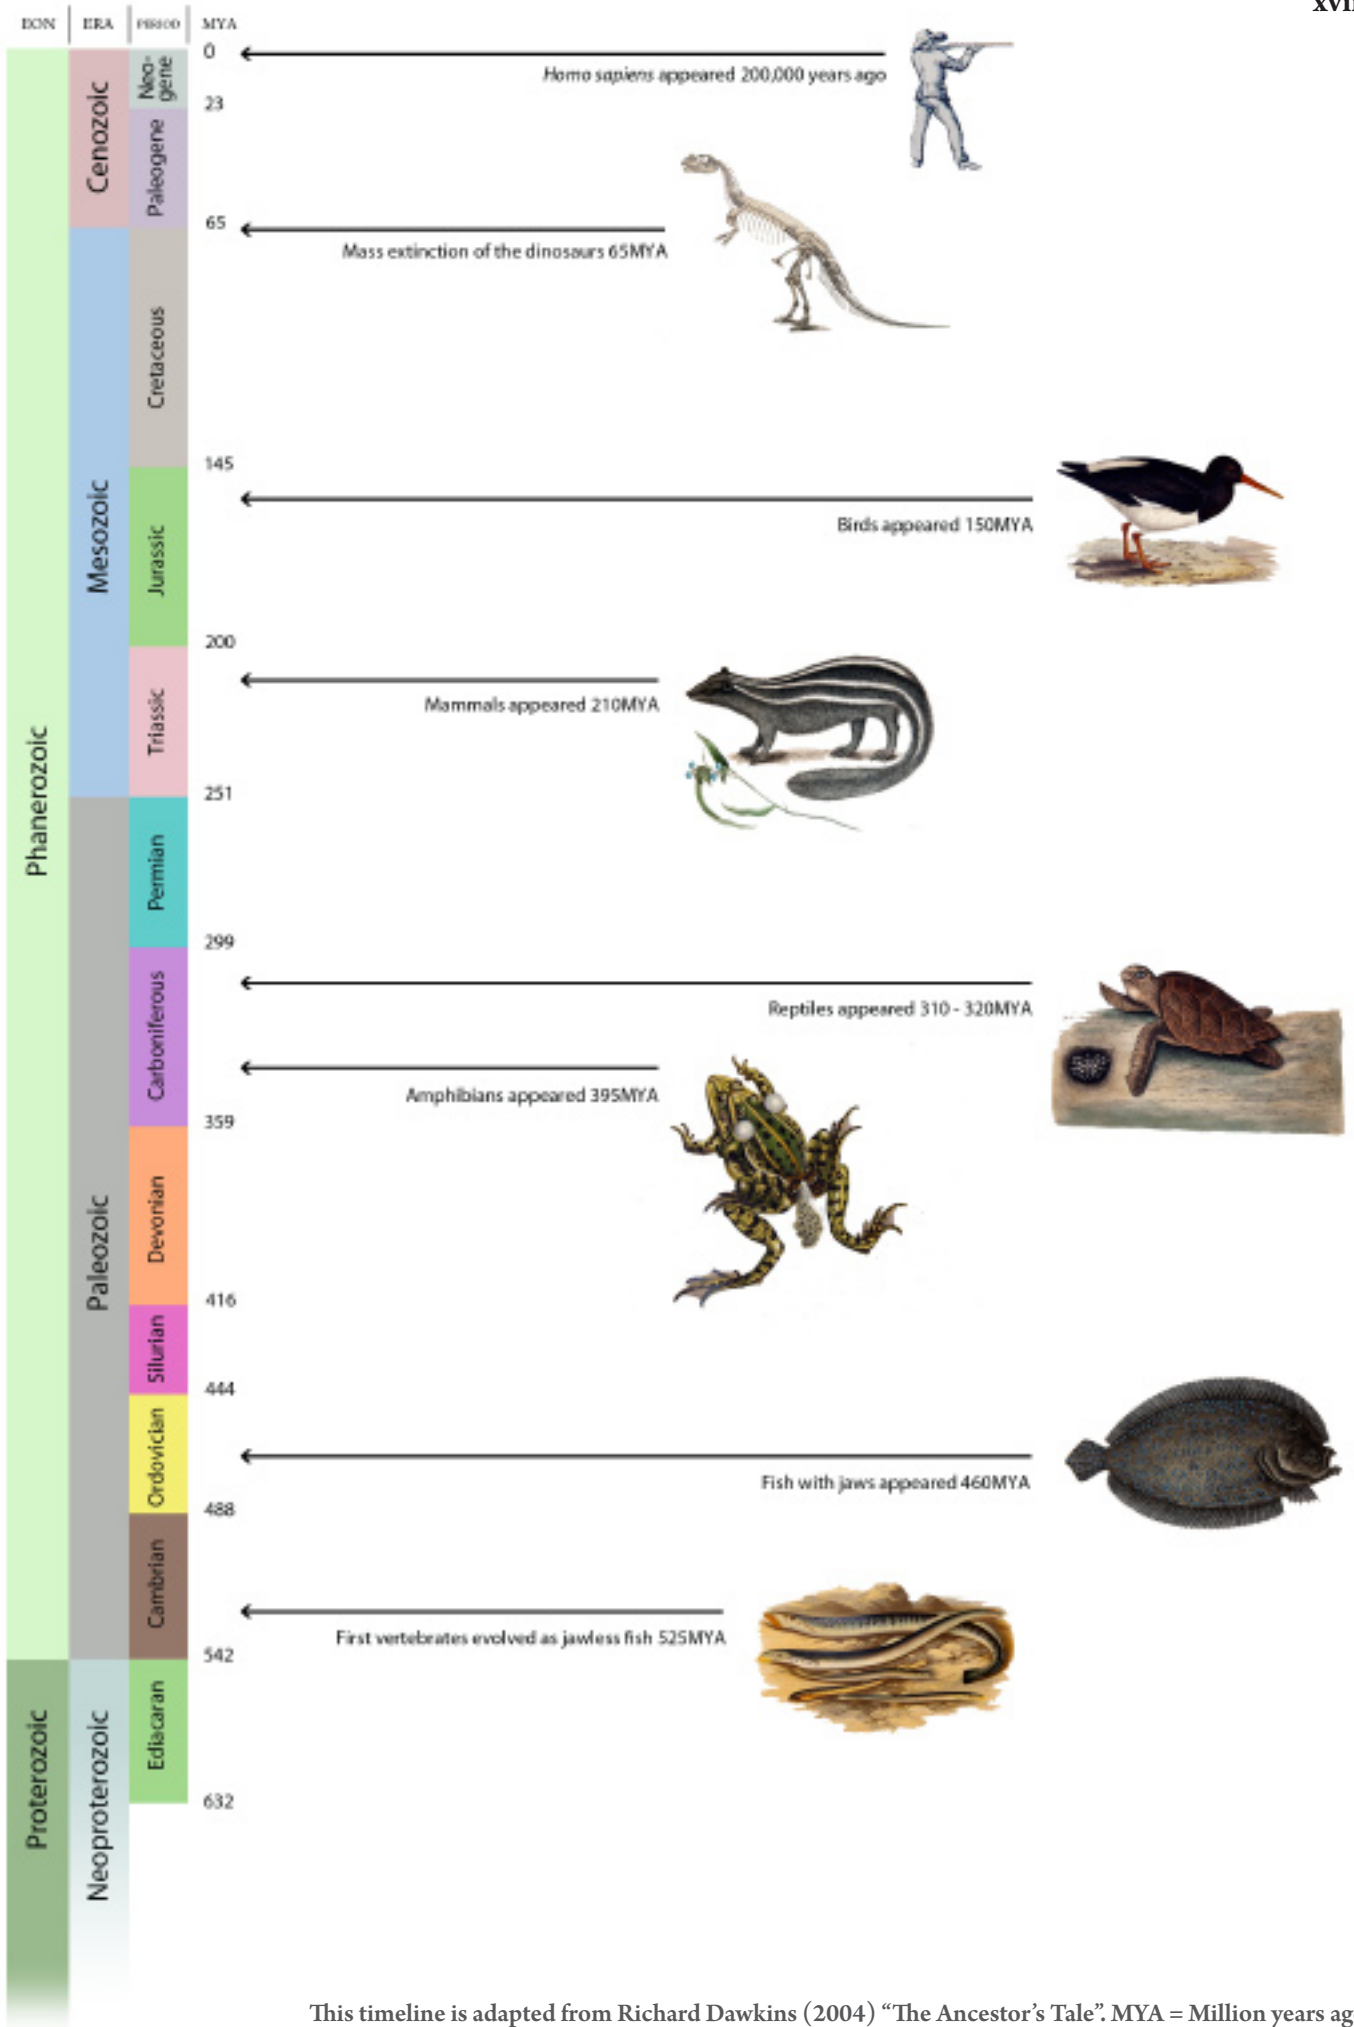 xvii
EON ERA PERIOD MYA
0
Homo sapiens appeared 200,000 years ago
Neo-
gene
23
Cenozoic
Paleogene
65
Mass extinction of the dinosaurs 65MYA
Cretaceous
145
Birds appeared 150MYA
Mesozoic
Jurassic
200
Mammals appeared 210MYA
Triassic
251
Phanerozoic
Permian
299
Reptiles appeared 310 - 320MYA
Carboniferous
Amphibians appeared 395MYA
359
Devonian
Paleozoic
416
Silurian
444
Ordovician
Fish with jaws appeared 460MYA
488
Cambrian
First vertebrates evolved as jawless fish 525MYA
542
Ediacaran
Proterozoic
Neoproterozoic
632
This timeline is adapted from Richard Dawkins (2004) “The Ancestor’s Tale”. MYA = Million years ag